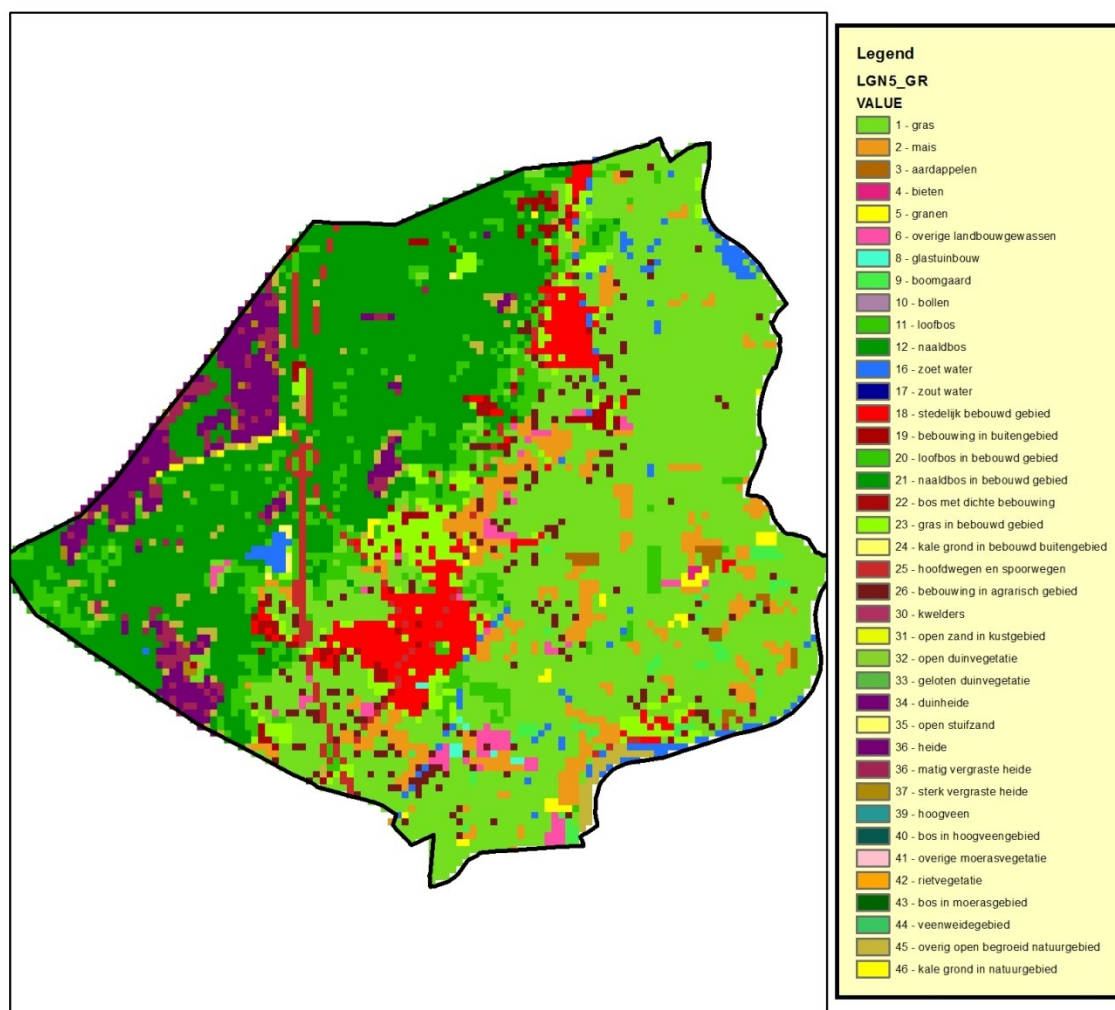 Legend
LGN5_GR
VALUE
1 - gras
2 - mais
3 - aardappelen
4 - bieten
5 - granen
6 - overige landbouwgewassen
8 - glastuinbouw
9 - boomgaard
10 - bollen
11 - loofbos
12 - naaldbos
16 - zoet water
17 - zout water
18 - stedelijk bebouwd gebied
19 - bebouwing in buitengebied
20 - loofbos in bebouwd gebied
21 - naaldbos in bebouwd gebied
22 - bos met dichte bebouwing
23 - gras in bebouwd gebied
24 - kale grond in bebouwd buitengebied
25 - hoofdwegen en spoorwegen
26 - bebouwing in agrarisch gebied
30 - kwelders
31 - open zand in kustgebied
32 - open duinvegetatie
33 - geloten duinvegetatie
34 - duinheide
35 - open stuifzand
36 - heide
36 - matig vergraste heide
37 - sterk vergraste heide
39 - hoogveen
40 - bos in hoogveengebied
41 - overige moerasvegetatie
42 - rietvegetatie
43 - bos in moerasgebied
44 - veenweidegebied
45 - overig open begroeid natuurgebied
46 - kale grond in natuurgebied